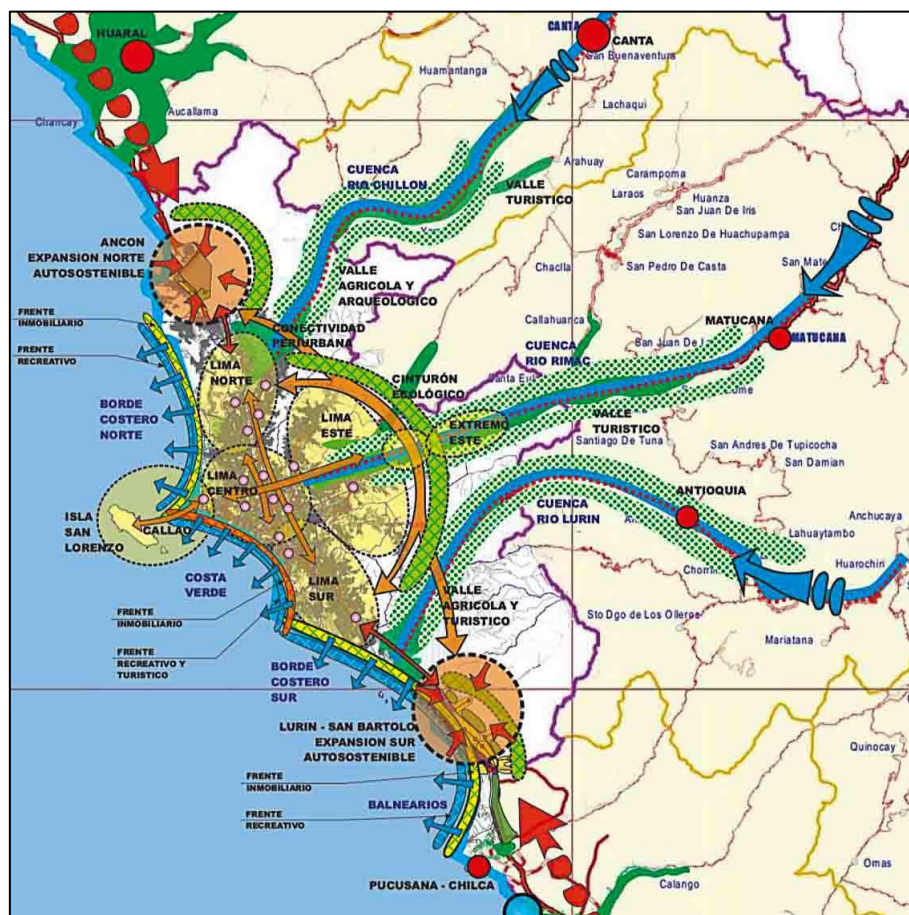 HUARAL
CANTA
CANTA
San Buenaventura
Huamantanga
Lachaqui
Aucallama
Chancay
CUENCA
RIO CHILLON
Arahuay
VALLE
TURISTICO
Carampoma
Laraos
Huanza
San Juan De Iris
San Lorenzo De Huachupampa
San Pedro De Casta
Chaclla
San Mate
ANCON
EXPANSION NORTE
AUTOSOSTENIBLE
VALLE
AGRICOLA Y
ARQUEOLOGICO
Callahuanca
MATUCANA
MATUCANA
FRENTE
INMOBILIARIO
CONECTIVIDAD
PERIURBANA
CUENCA
RIO RIMAC
San Juan De
FRENTE
RECREATIVO
LIMA
NORTE
CINTURÓN
ECOLÓGICO
BORDE
COSTERO
NORTE
LIMA
ESTE
EXTREMO
ESTE
VALLE
TURISTICO
Santiago De Tuna
San Andres De Tupicocha
San Damian
LIMA
CENTRO
ANTIOQUIA
ISLA
SAN
LORENZO
CALLAO
CUENCA
RIO LURIN
Anchucaya
Lahuaytambo
Huarochiri
COSTA
VERDE
LIMA
SUR
VALLE
AGRICOLA Y
TURISTICO
FRENTE
INMOBILIARIO
Sto Dgo de Los Olleros
Mariatana
FRENTE
RECREATIVO Y
TURISTICO
BORDE
COSTERO
SUR
LURIN - SAN BARTOLO
EXPANSION SUR
AUTOSOSTENIBLE
Quinocay
FRENTE
INMOBILIARIO
BALNEARIOS
FRENTE
RECREATIVO
PUCUSANA - CHILCA
Calango
Omas